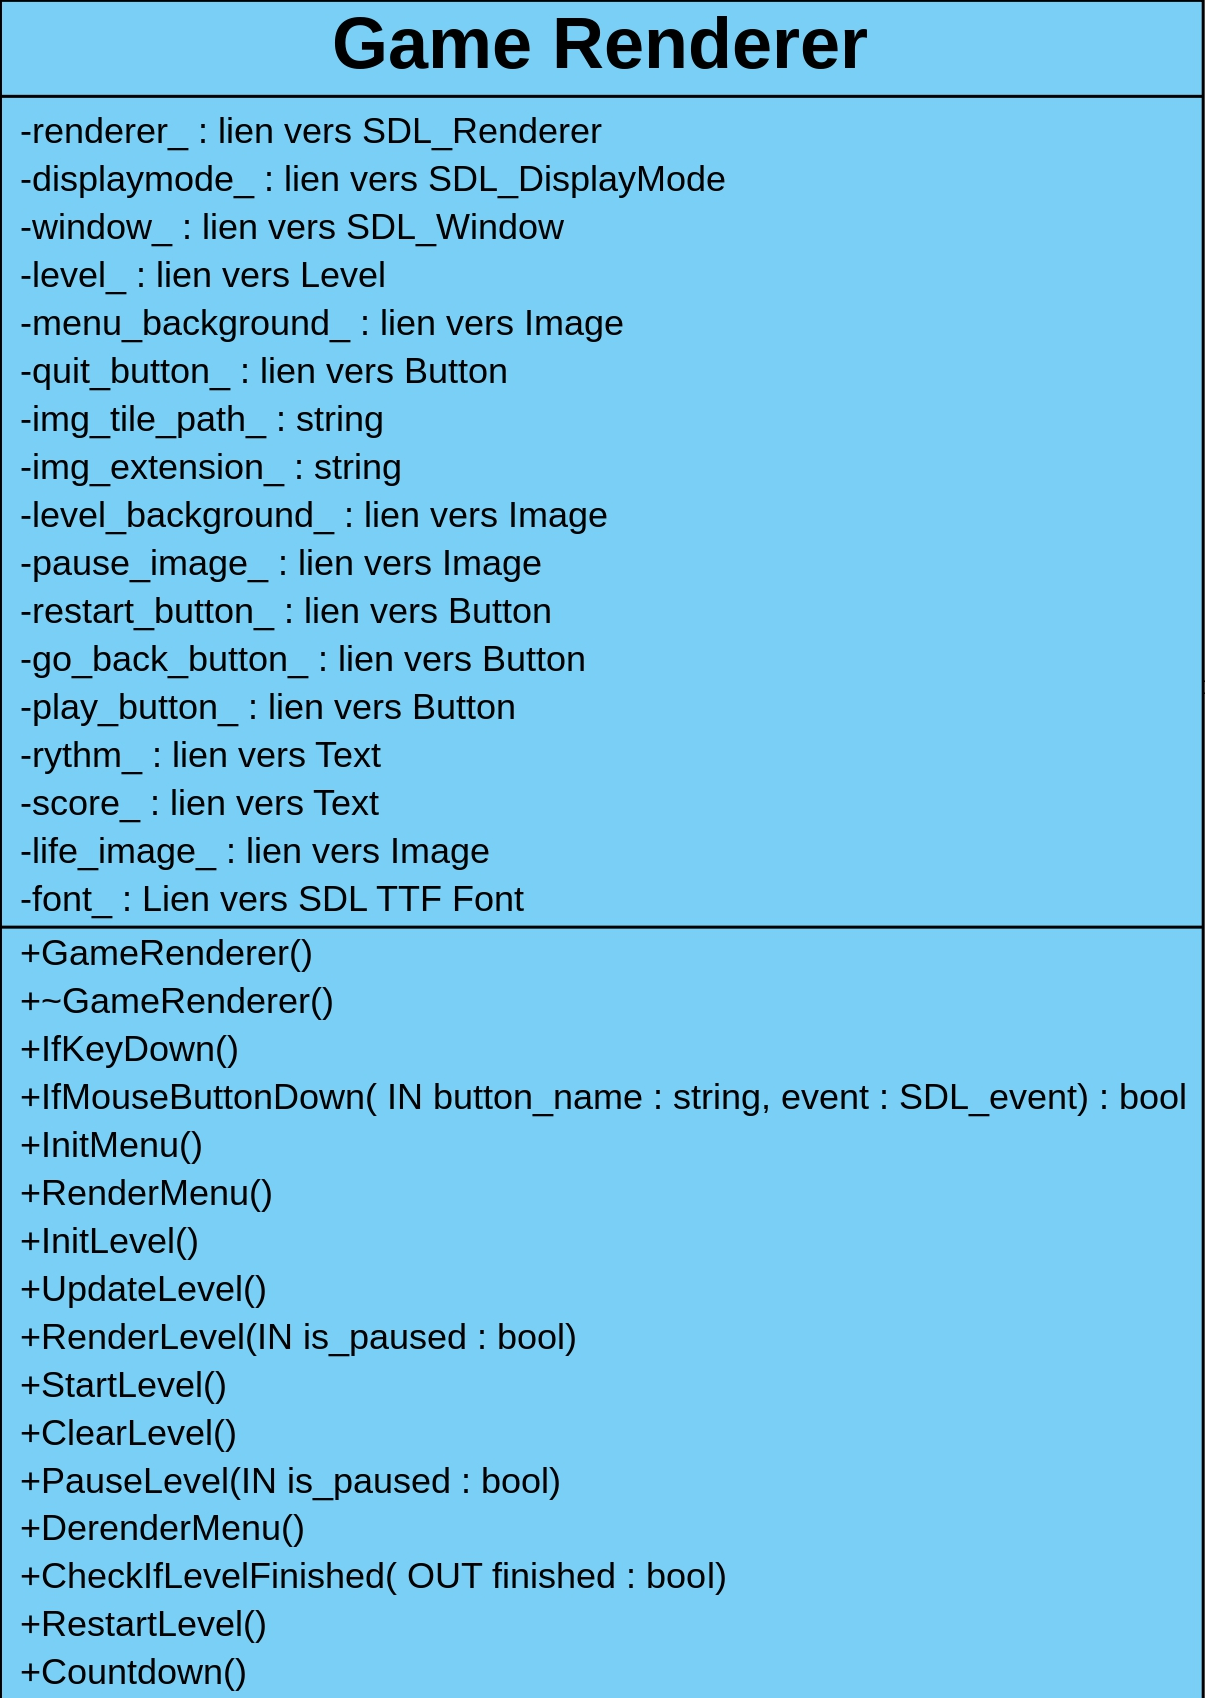 Game Renderer
-renderer_ : lien vers SDL_Renderer
-displaymode_ : lien vers SDL_DisplayMode
-window_ : lien vers SDL_Window
-level_ : lien vers Level
-menu_background_ : lien vers Image
-quit_button_ : lien vers Button
-img_tile_path_ : string
-img_extension_ : string
-level_background_ : lien vers Image
-pause_image_ : lien vers Image
-restart_button_ : lien vers Button
-go_back_button_ : lien vers Button
-play_button_ : lien vers Button
-rythm_ : lien vers Text
-score_ : lien vers Text
-life_image_ : lien vers Image
-font_ : Lien vers SDL TTF Font
+GameRenderer()
+~GameRenderer()
+IfKeyDown()
+IfMouseButtonDown( IN button_name : string, event : SDL_event) : bool
+InitMenu()
+RenderMenu()
+InitLevel()
+UpdateLevel()
+RenderLevel(IN is_paused : bool)
+StartLevel()
+ClearLevel()
+PauseLevel(IN is_paused : bool)
+DerenderMenu()
+CheckIfLevelFinished( OUT finished : bool)
+RestartLevel()
+Countdown()